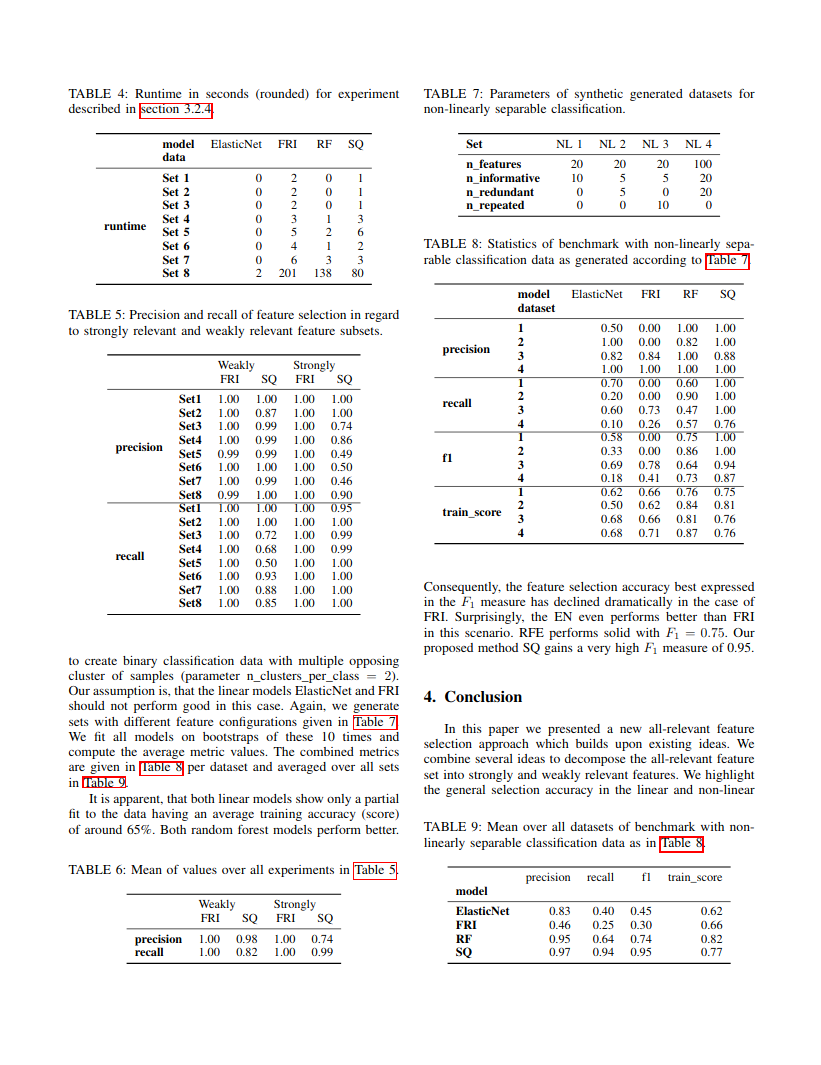 TABLE 4: Runtime in seconds (rounded) for experiment
described in section 3.2.4.
model ElasticNet FRI RF SQ
data
runtime
Set 1 0 2 0 1
Set 2 0 2 0 1
Set 3 0 2 0 1
Set 4 0 3 1 3
Set 5 0 5 2 6
Set 6 0 4 1 2
Set 7 0 6 3 3
Set 8 2 201 138 80
TABLE 5: Precision and recall of feature selection in regard
to strongly relevant and weakly relevant feature subsets.
Weakly Strongly
FRI SQ FRI SQ
precision
Set1 1.00 1.00 1.00 1.00
Set2 1.00 0.87 1.00 1.00
Set3 1.00 0.99 1.00 0.74
Set4 1.00 0.99 1.00 0.86
Set5 0.99 0.99 1.00 0.49
Set6 1.00 1.00 1.00 0.50
Set7 1.00 0.99 1.00 0.46
Set8 0.99 1.00 1.00 0.90
recall
Set1 1.00 1.00 1.00 0.95
Set2 1.00 1.00 1.00 1.00
Set3 1.00 0.72 1.00 0.99
Set4 1.00 0.68 1.00 0.99
Set5 1.00 0.50 1.00 1.00
Set6 1.00 0.93 1.00 1.00
Set7 1.00 0.88 1.00 1.00
Set8 1.00 0.85 1.00 1.00
to create binary classification data with multiple opposing
cluster of samples (parameter n_clusters_per_class = 2).
Our assumption is, that the linear models ElasticNet and FRI
should not perform good in this case. Again, we generate
sets with different feature configurations given in Table 7.
We fit all models on bootstraps of these 10 times and
compute the average metric values. The combined metrics
are given in Table 8 per dataset and averaged over all sets
in Table 9.
It is apparent, that both linear models show only a partial
fit to the data having an average training accuracy (score)
of around 65%. Both random forest models perform better.
TABLE 6: Mean of values over all experiments in Table 5.
Weakly Strongly
FRI SQ FRI SQ
precision 1.00 0.98 1.00 0.74
recall 1.00 0.82 1.00 0.99
TABLE 7: Parameters of synthetic generated datasets for
non-linearly separable classification.
Set NL 1 NL 2 NL 3 NL 4
n_features 20 20 20 100
n_informative 10 5 5 20
n_redundant 0 5 0 20
n_repeated 0 0 10 0
TABLE 8: Statistics of benchmark with non-linearly sepa-
rable classification data as generated according to Table 7.
model ElasticNet FRI RF SQ
dataset
precision
1 0.50 0.00 1.00 1.00
2 1.00 0.00 0.82 1.00
3 0.82 0.84 1.00 0.88
4 1.00 1.00 1.00 1.00
recall
1 0.70 0.00 0.60 1.00
2 0.20 0.00 0.90 1.00
3 0.60 0.73 0.47 1.00
4 0.10 0.26 0.57 0.76
f1
1 0.58 0.00 0.75 1.00
2 0.33 0.00 0.86 1.00
3 0.69 0.78 0.64 0.94
4 0.18 0.41 0.73 0.87
train_score
1 0.62 0.66 0.76 0.75
2 0.50 0.62 0.84 0.81
3 0.68 0.66 0.81 0.76
4 0.68 0.71 0.87 0.76
Consequently, the feature selection accuracy best expressed
in the F1 measure has declined dramatically in the case of
FRI. Surprisingly, the EN even performs better than FRI
in this scenario. RFE performs solid with F1 = 0.75. Our
proposed method SQ gains a very high F1 measure of 0.95.
4. Conclusion
In this paper we presented a new all-relevant feature
selection approach which builds upon existing ideas. We
combine several ideas to decompose the all-relevant feature
set into strongly and weakly relevant features. We highlight
the general selection accuracy in the linear and non-linear
TABLE 9: Mean over all datasets of benchmark with non-
linearly separable classification data as in Table 8.
precision recall f1 train_score
model
ElasticNet 0.83 0.40 0.45 0.62
FRI 0.46 0.25 0.30 0.66
RF 0.95 0.64 0.74 0.82
SQ 0.97 0.94 0.95 0.77